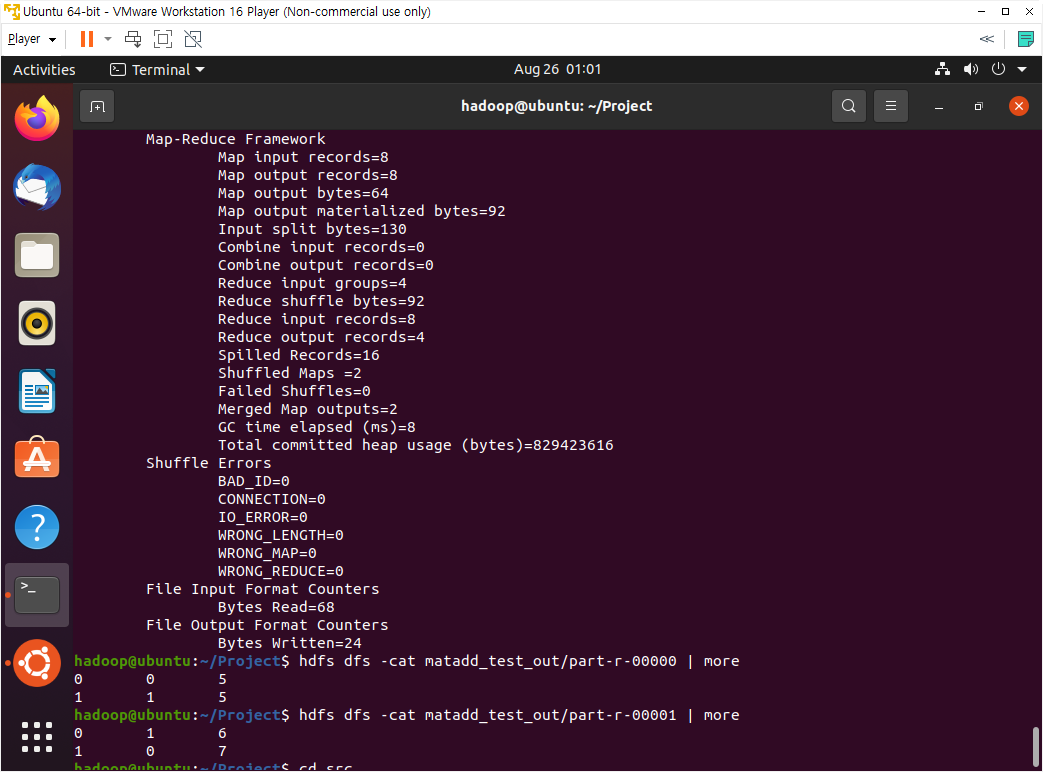 Ubuntu 64-bit - VMware Workstation 16 Player (Non-commercial use only)
Player
Activities Terminal Aug 26 01:01
hadoop@ubuntu: ~/Project
Map-Reduce Framework
Map input records=8
Map output records=8
Map output bytes=64
Map output materialized bytes=92
Input split bytes=130
Combine input records=0
Combine output records=0
Reduce input groups=4
Reduce shuffle bytes=92
Reduce input records=8
Reduce output records=4
Spilled Records=16
Shuffled Maps =2
Failed Shuffles=0
Merged Map outputs=2
GC time elapsed (ms)=8
Total committed heap usage (bytes)=829423616
Shuffle Errors
BAD_ID=0
CONNECTION=0
IO_ERROR=0
WRONG_LENGTH=0
WRONG_MAP=0
WRONG_REDUCE=0
File Input Format Counters
Bytes Read=68
File Output Format Counters
Bytes Written=24
hadoop@ubuntu:~/Project$ hdfs dfs -cat matadd_test_out/part-r-00000 | more
0 0 5
1 1 5
hadoop@ubuntu:~/Project$ hdfs dfs -cat matadd_test_out/part-r-00001 | more
0 1 6
1 0 7
hadoop@ubuntu:~/Project$ cd src